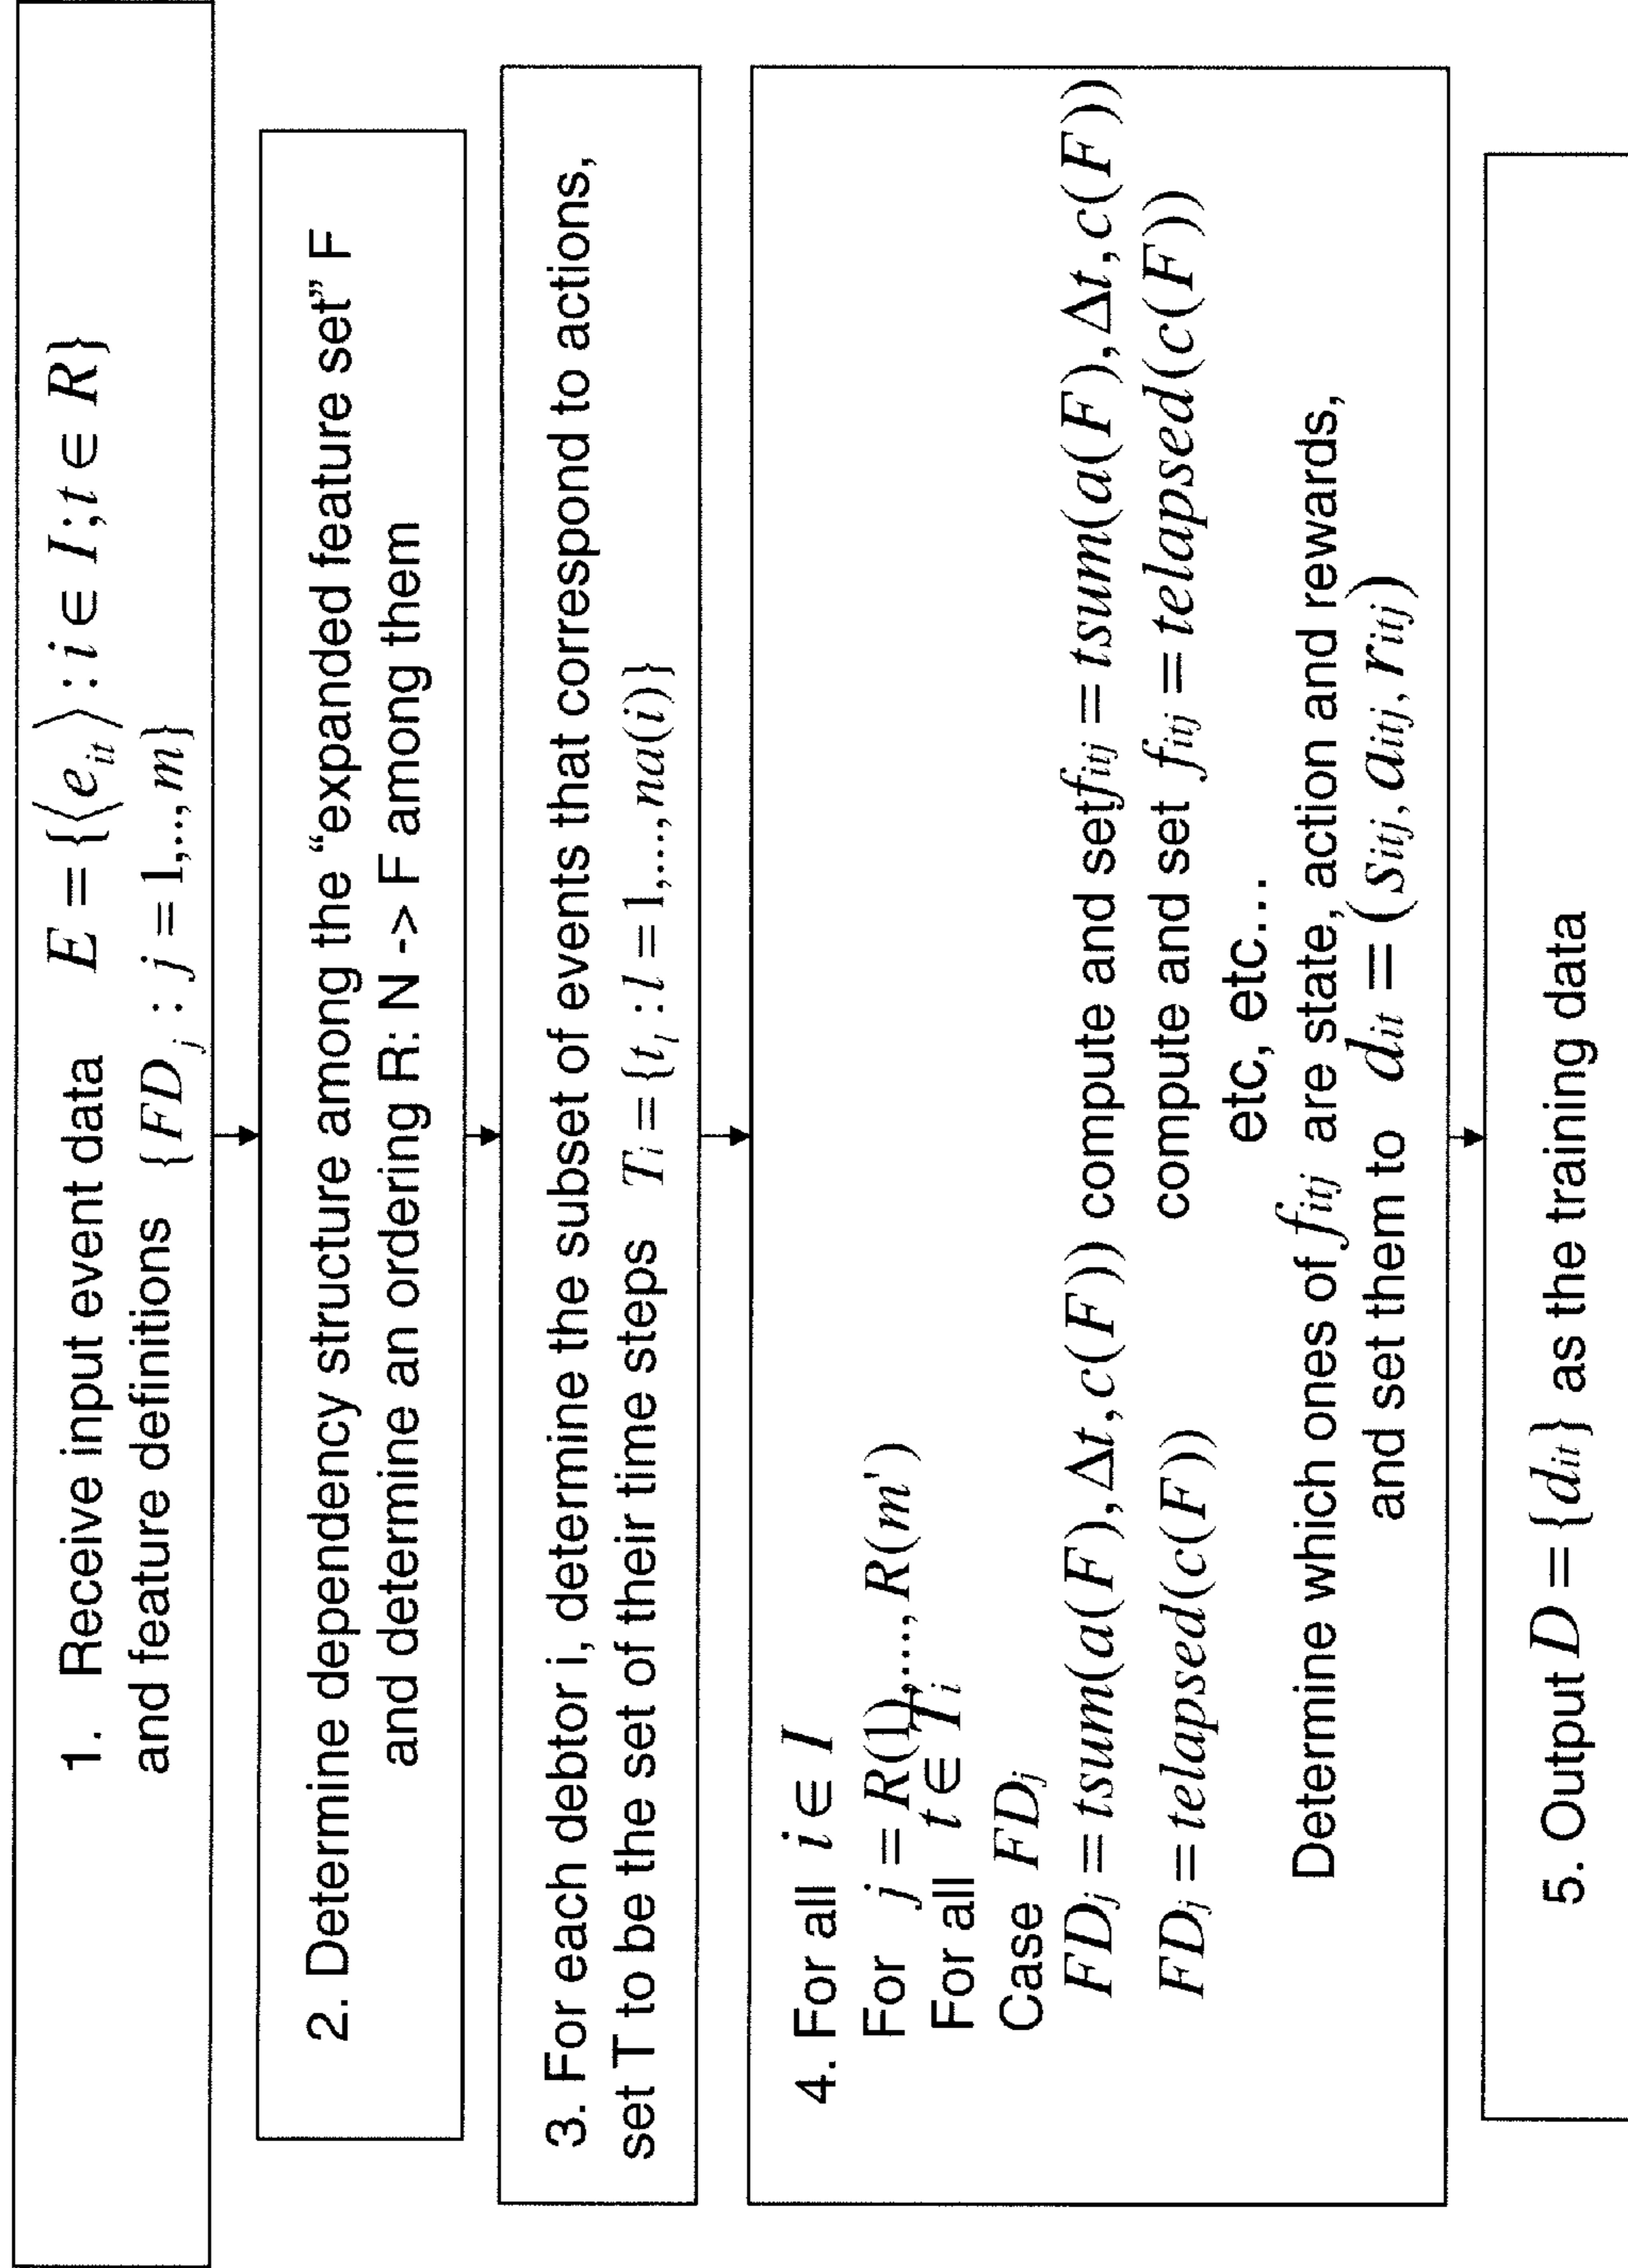 1. Receive input event data E = {⟨e_it⟩ : i ∈ I; t ∈ R}
and feature definitions {FD_j : j = 1,.., m}
2. Determine dependency structure among the “expanded feature set” F
and determine an ordering R: N -> F among them
3. For each debtor i, determine the subset of events that correspond to actions,
set T to be the set of their time steps T_i = {t_l : l = 1,..., na(i)}
4. For all i ∈ I
For j = R(1),..., R(m')
For all t ∈ T_i
Case FD_j
FD_j = tsum(a(F), Δt, c(F)) compute and set f_itj = tsum(a(F), Δt, c(F))
FD_j = telapsed(c(F)) compute and set f_itj = telapsed(c(F))
etc, etc...
Determine which ones of f_itj are state, action and rewards,
and set them to d_it = (s_itj, a_itj, r_itj)
5. Output D = {d_it} as the training data